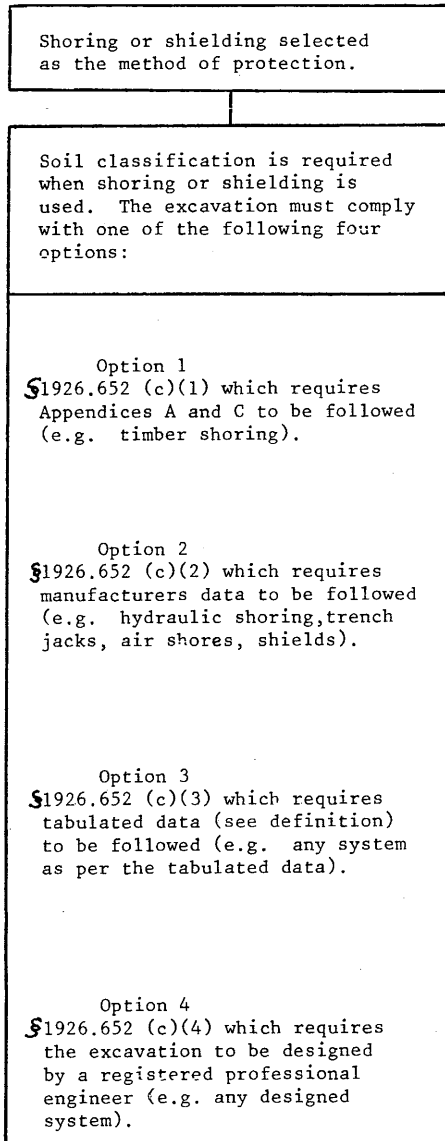 Shoring or shielding selected
as the method of protection.
Soil classification is required
when shoring or shielding is
used. The excavation must comply
with one of the following four
options:
Option 1
§1926.652 (c)(1) which requires
Appendices A and C to be followed
(e.g. timber shoring).
Option 2
§1926.652 (c)(2) which requires
manufacturers data to be followed
(e.g. hydraulic shoring,trench
jacks, air shores, shields).
Option 3
§1926.652 (c)(3) which requires
tabulated data (see definition)
to be followed (e.g. any system
as per the tabulated data).
Option 4
§1926.652 (c)(4) which requires
the excavation to be designed
by a registered professional
engineer (e.g. any designed
system).